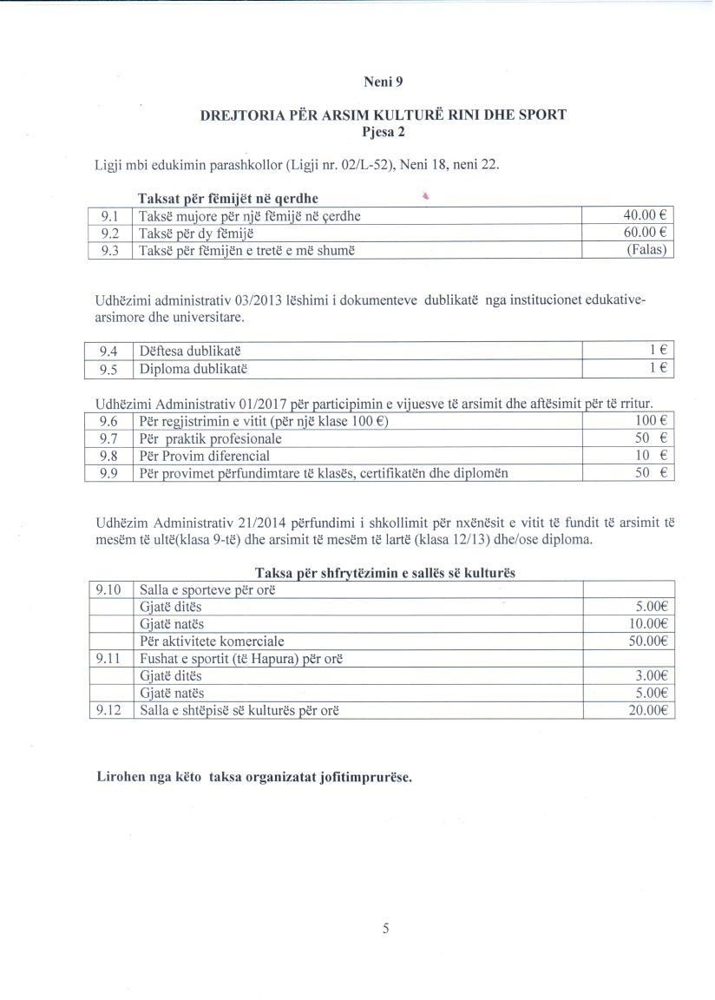 Neni 9
DREJTORIA PËR ARSIM KULTURË RINI DHE SPORT
Pjesa 2
Ligji mbi edukimin parashkollor (Ligji nr. 02/L-52), Neni 18, neni 22.
Taksat për fëmijët në qerdhe
9.1 Taksë mujore për një fëmijë në çerdhe 40.00 €
9.2 Taksë për dy fëmijë 60.00 €
9.3 Taksë për fëmijën e tretë e më shumë (Falas)
Udhëzimi administrativ 03/2013 lëshimi i dokumenteve dublikatë nga institucionet edukative-
arsimore dhe universitare.
9.4 Dëftesa dublikatë 1 €
9.5 Diploma dublikatë 1 €
Udhëzimi Administrativ 01/2017 për participimin e vijuesve të arsimit dhe aftësimit për të rritur.
9.6 Për regjistrimin e vitit (për një klase 100 €) 100 €
9.7 Për praktik profesionale 50 €
9.8 Për Provim diferencial 10 €
9.9 Për provimet përfundimtare të klasës, certifikatën dhe diplomën 50 €
Udhëzim Administrativ 21/2014 përfundimi i shkollimit për nxënësit e vitit të fundit të arsimit të
mesëm të ultë(klasa 9-të) dhe arsimit të mesëm të lartë (klasa 12/13) dhe/ose diploma.
Taksa për shfrytëzimin e sallës së kulturës
9.10 Salla e sporteve për orë
Gjatë ditës 5.00€
Gjatë natës 10.00€
Për aktivitete komerciale 50.00€
9.11 Fushat e sportit (të Hapura) për orë
Gjatë ditës 3.00€
Gjatë natës 5.00€
9.12 Salla e shtëpisë së kulturës për orë 20.00€
Lirohen nga këto taksa organizatat jofitimprurëse.
5